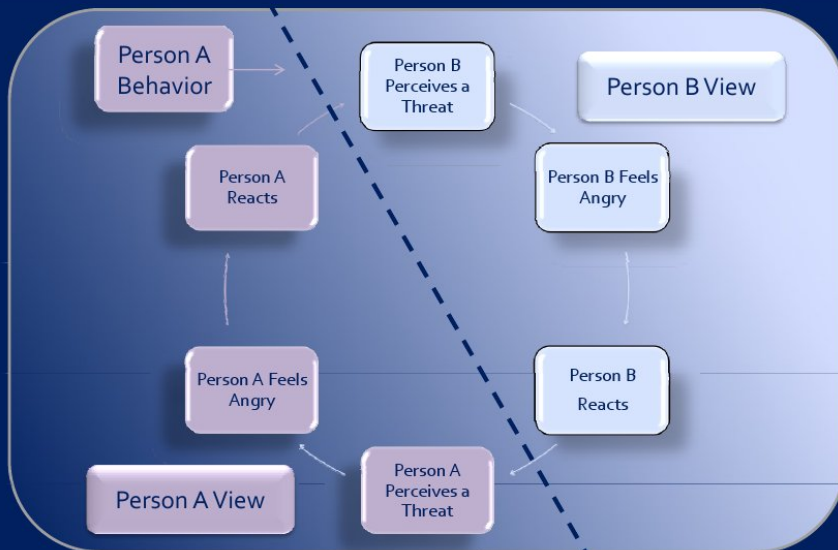 Person A
Behavior
Person B
Perceives a
Threat
Person B View
Person A
Reacts
Person B Feels
Angry
Person A Feels
Angry
Person B
Reacts
Person A View
Person A
Perceives a
Threat